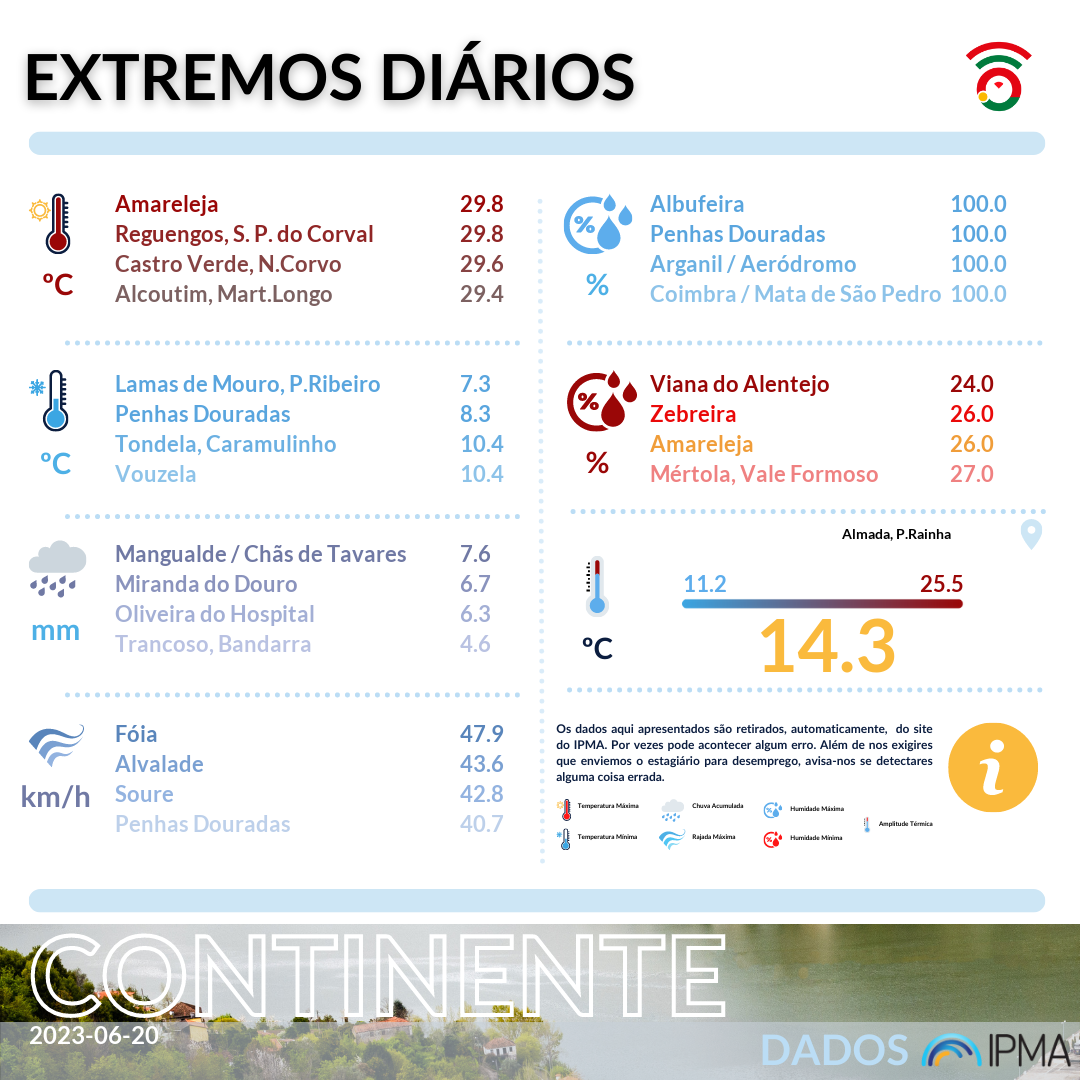 EXTREMOS DIÁRIOS
Amareleja 29.8
Reguengos, S. P. do Corval 29.8
Castro Verde, N.Corvo 29.6
Alcoutim, Mart.Longo 29.4
ºC
Lamas de Mouro, P.Ribeiro 7.3
Penhas Douradas 8.3
Tondela, Caramulinho 10.4
Vouzela 10.4
ºC
Mangualde / Chãs de Tavares 7.6
Miranda do Douro 6.7
Oliveira do Hospital 6.3
Trancoso, Bandarra 4.6
mm
Fóia 47.9
Alvalade 43.6
Soure 42.8
Penhas Douradas 40.7
km/h
%
Albufeira 100.0
Penhas Douradas 100.0
Arganil / Aeródromo 100.0
Coimbra / Mata de São Pedro 100.0
%
%
Viana do Alentejo 24.0
Zebreira 26.0
Amareleja 26.0
Mértola, Vale Formoso 27.0
%
Almada, P.Rainha
11.2 25.5
14.3
ºC
Os dados aqui apresentados são retirados, automaticamente, do site
do IPMA. Por vezes pode acontecer algum erro. Além de nos exigires
que enviemos o estagiário para desemprego, avisa-nos se detectares
alguma coisa errada.
i
Temperatura Máxima
Chuva Acumulada
Humidade Máxima
Amplitude Térmica
Temperatura Mínima
Rajada Máxima
Humidade Mínima
CONTINENTE
2023-06-20
DADOS IPMA